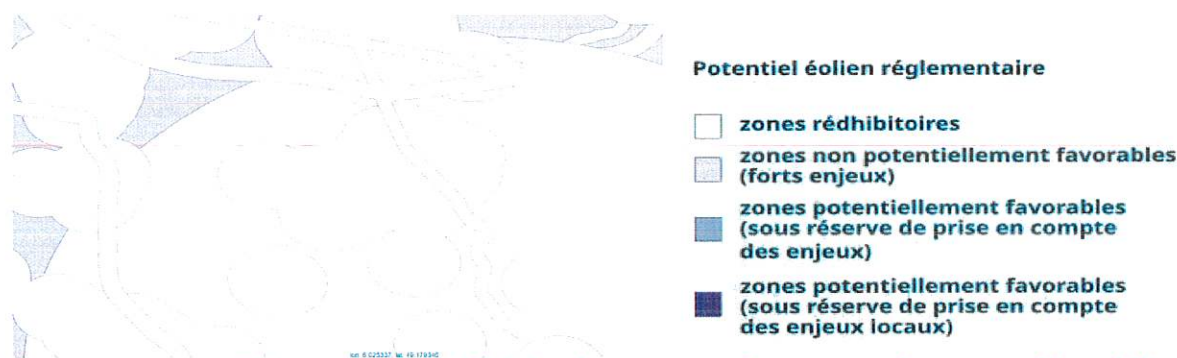 Potentiel éolien réglementaire
zones rédhibitoires
zones non potentiellement favorables
(forts enjeux)
zones potentiellement favorables
(sous réserve de prise en compte
des enjeux)
zones potentiellement favorables
(sous réserve de prise en compte
des enjeux locaux)